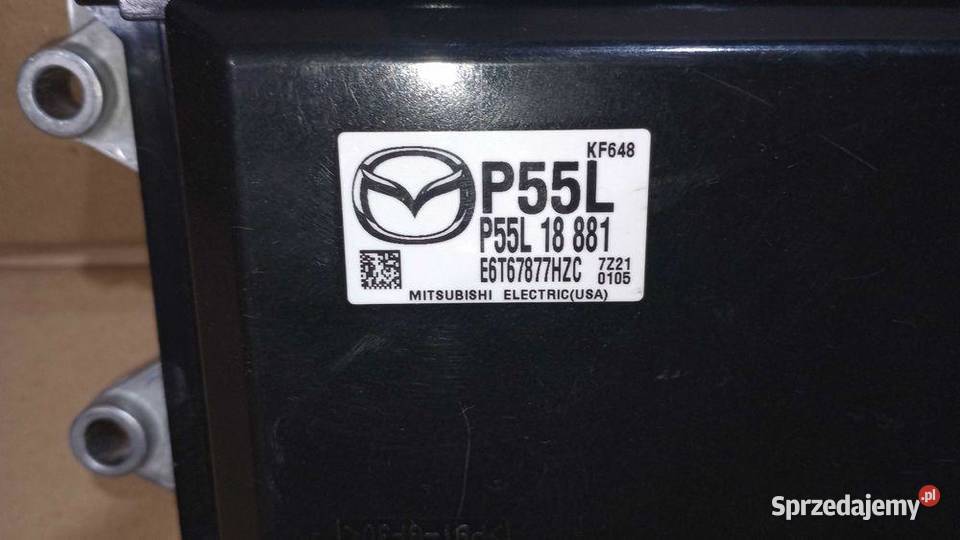 KF648
P55L
P55L 18 881
E6T67877HZC 7Z21
0105
MITSUBISHI ELECTRIC(USA)
Sprzedajemy.pl